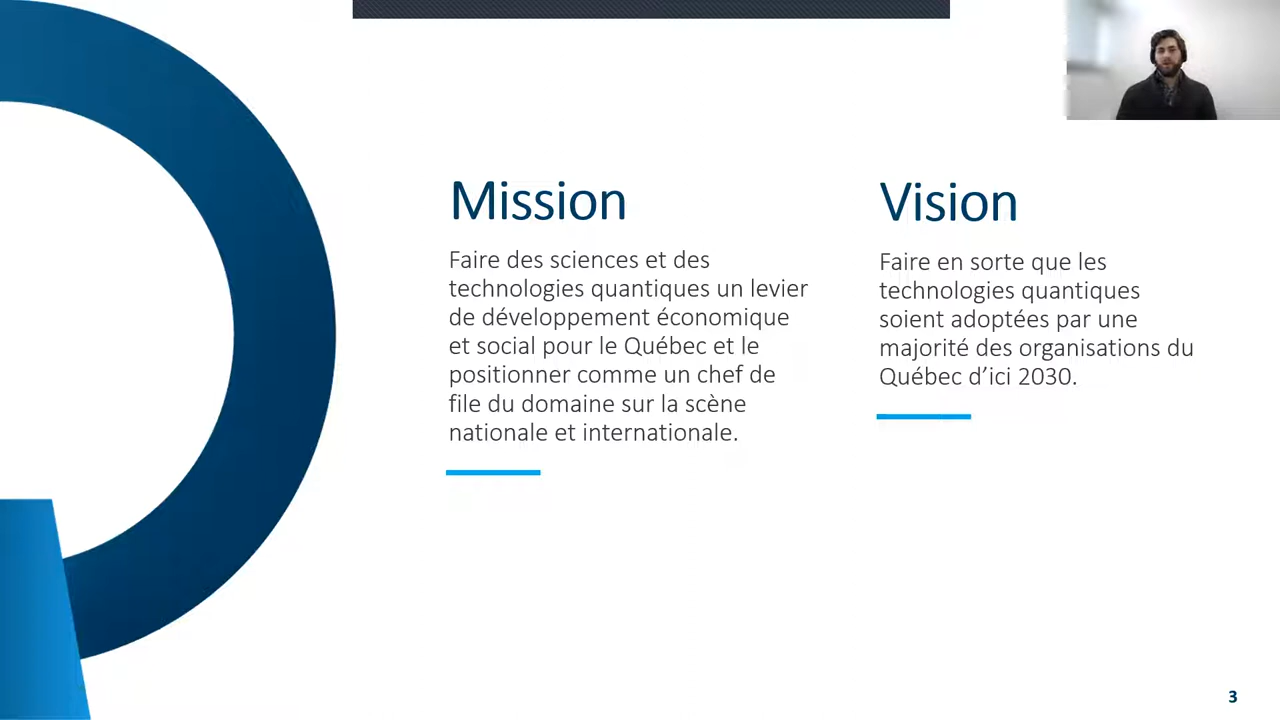 Mission
Faire des sciences et des
technologies quantiques un levier
de développement économique
et social pour le Québec et le
positionner comme un chef de
file du domaine sur la scène
nationale et internationale.
Vision
Faire en sorte que les
technologies quantiques
soient adoptées par une
majorité des organisations du
Québec d’ici 2030.
3